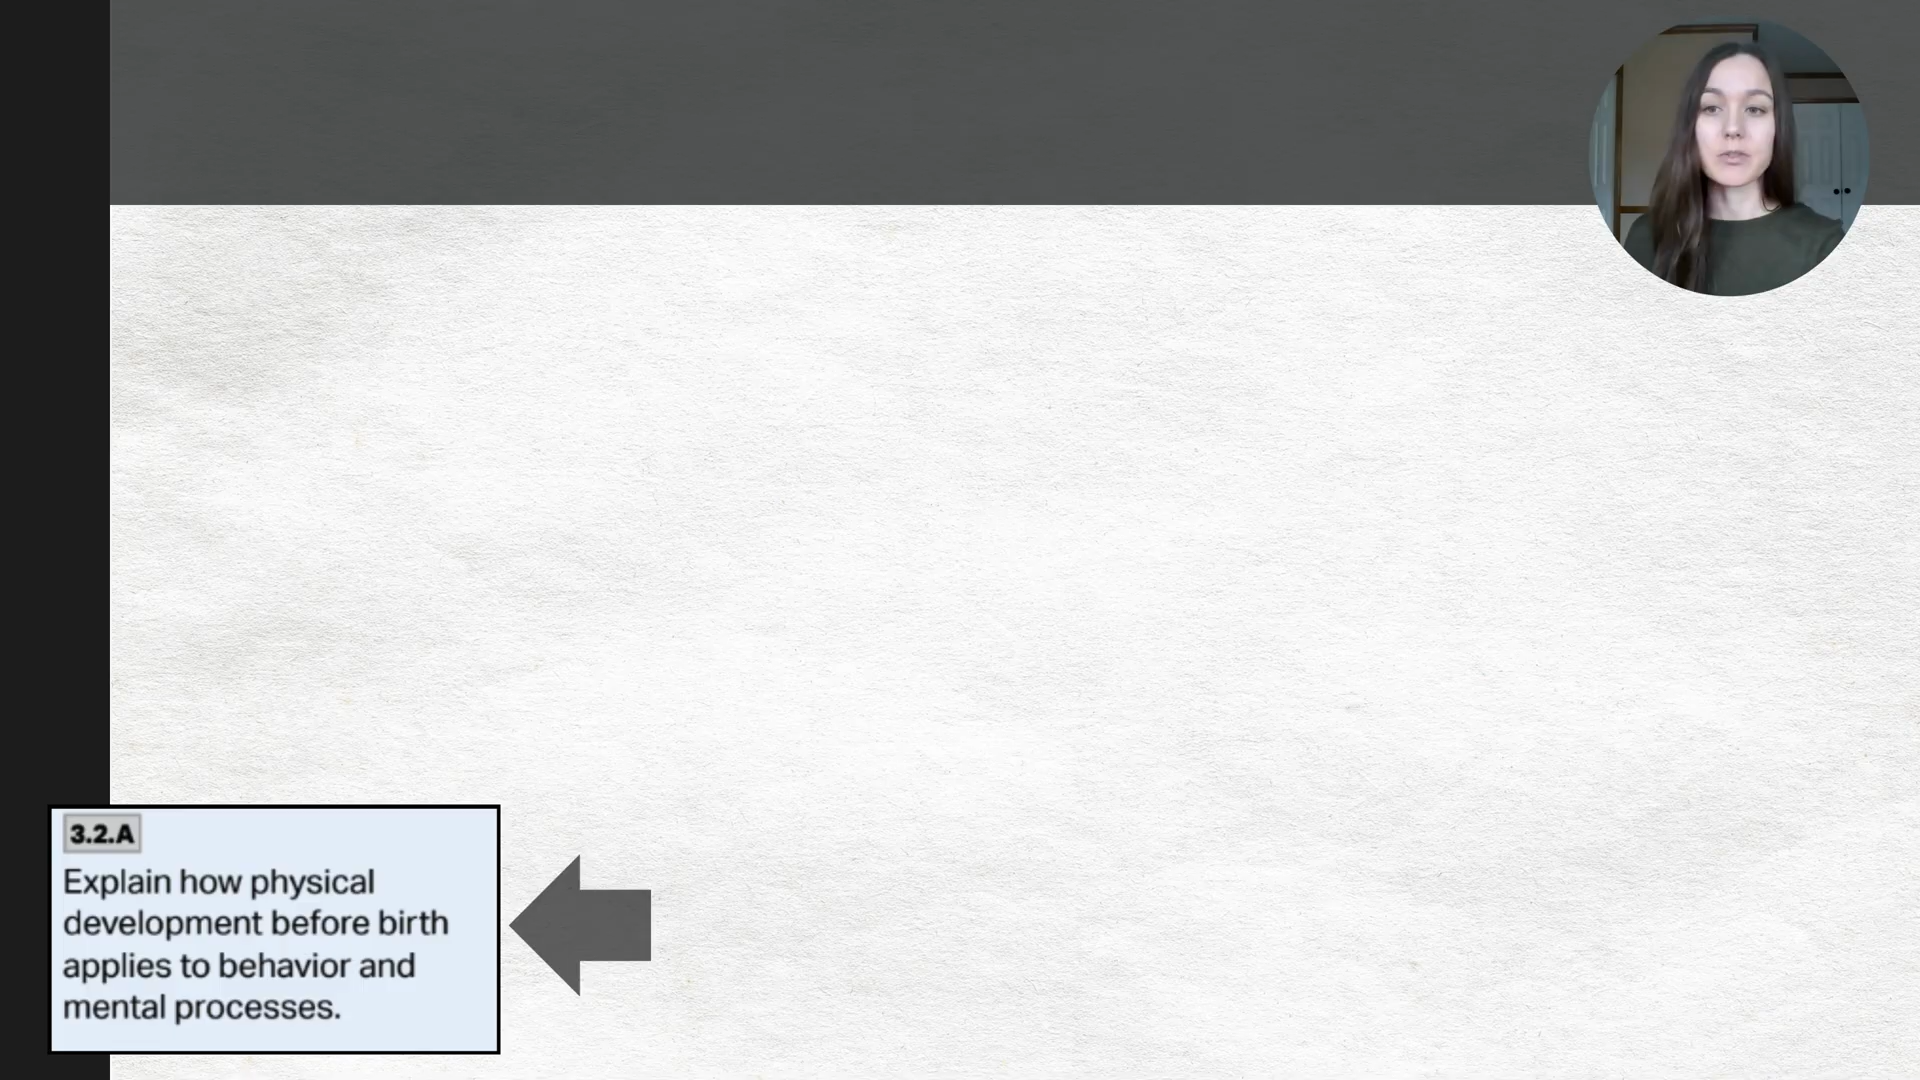 3.2.A
Explain how physical
development before birth
applies to behavior and
mental processes.